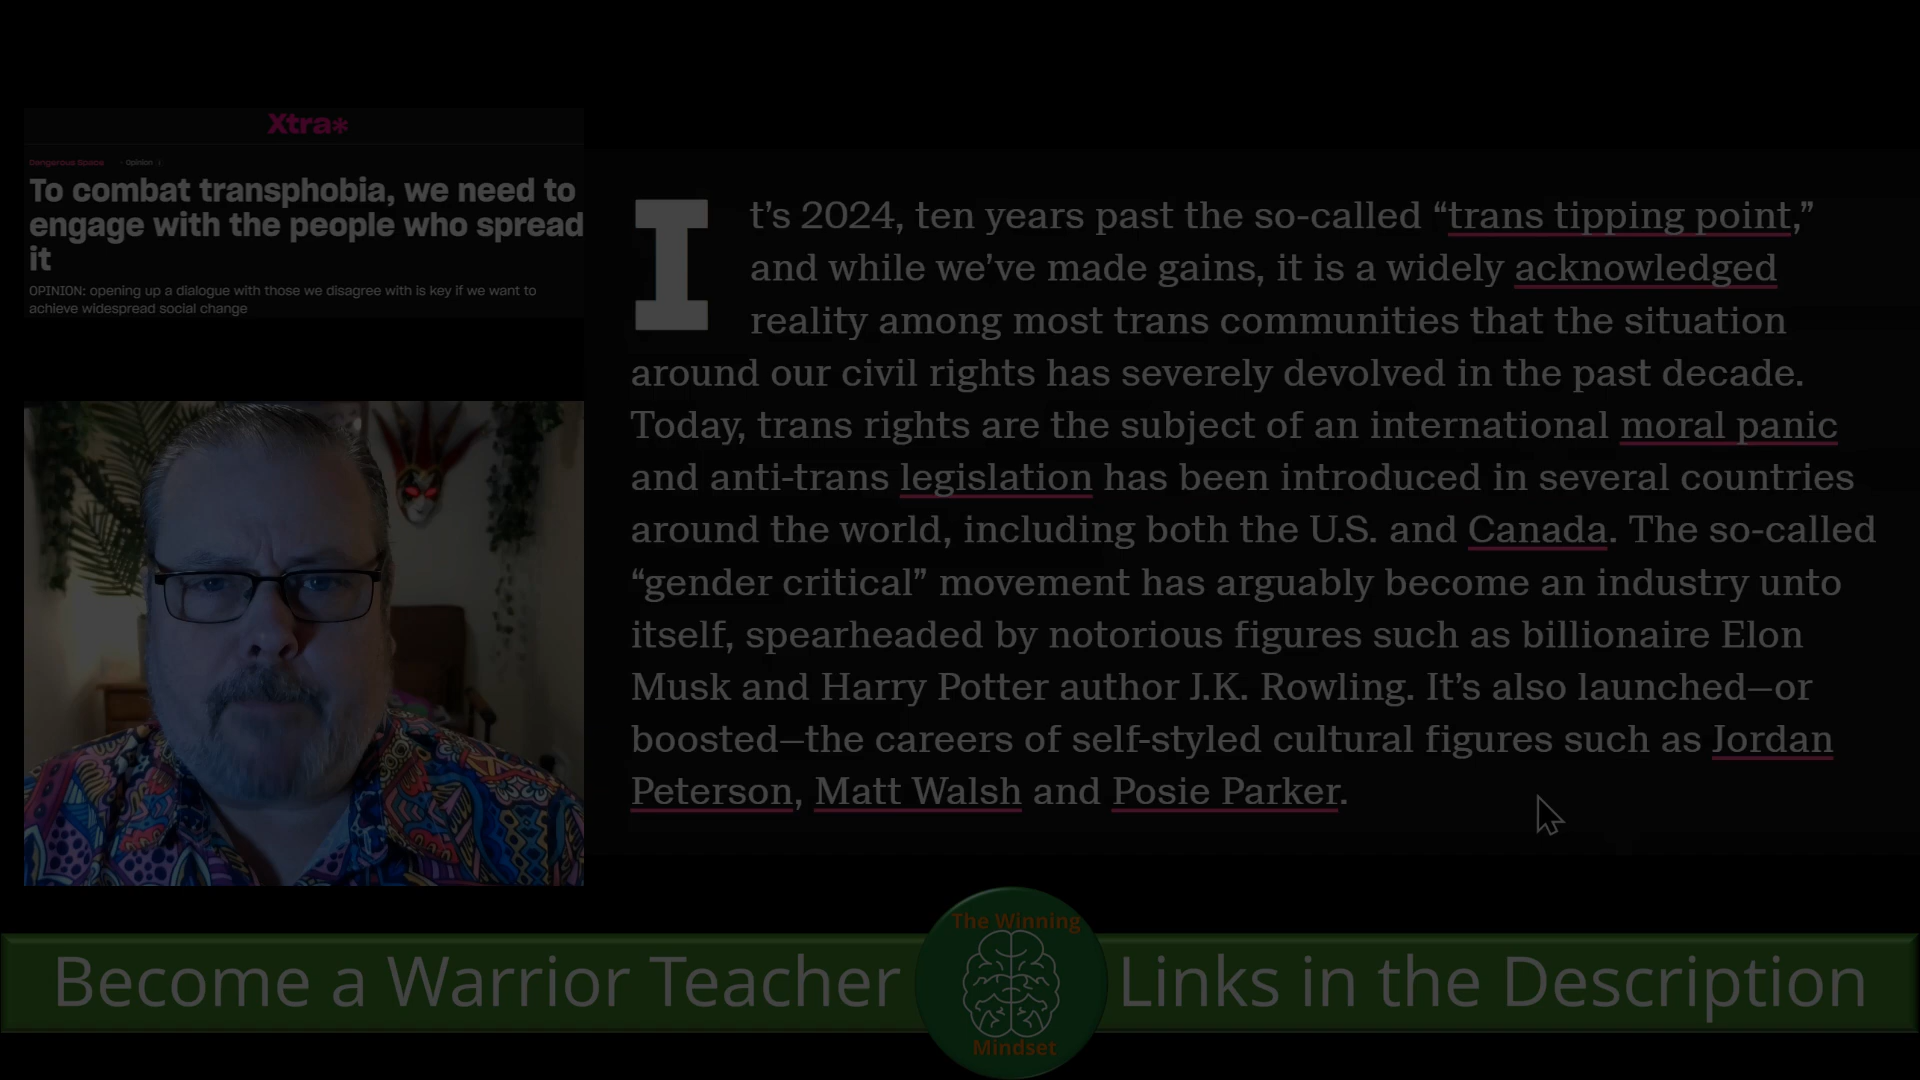 Xtra*
Dangerous Space - Opinion
To combat transphobia, we need to
engage with the people who spread
it
OPINION: opening up a dialogue with those we disagree with is key if we want to
achieve widespread social change
It’s 2024, ten years past the so-called “trans tipping point,”
and while we’ve made gains, it is a widely acknowledged
reality among most trans communities that the situation
around our civil rights has severely devolved in the past decade.
Today, trans rights are the subject of an international moral panic
and anti-trans legislation has been introduced in several countries
around the world, including both the U.S. and Canada. The so-called
“gender critical” movement has arguably become an industry unto
itself, spearheaded by notorious figures such as billionaire Elon
Musk and Harry Potter author J.K. Rowling. It’s also launched—or
boosted—the careers of self-styled cultural figures such as Jordan
Peterson, Matt Walsh and Posie Parker.
Become a Warrior Teacher
The Winning
Mindset
Links in the Description